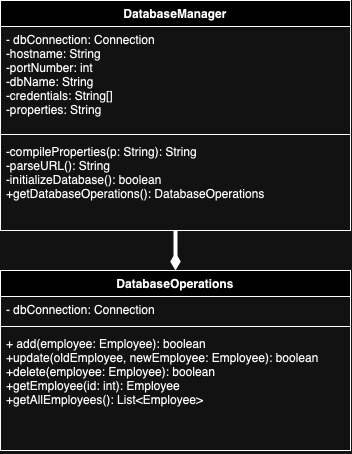 DatabaseManager
- dbConnection: Connection
-hostname: String
-portNumber: int
-dbName: String
-credentials: String[]
-properties: String
-compileProperties(p: String): String
-parseURL(): String
-initializeDatabase(): boolean
+getDatabaseOperations(): DatabaseOperations
DatabaseOperations
- dbConnection: Connection
+ add(employee: Employee): boolean
+update(oldEmployee, newEmployee: Employee): boolean
+delete(employee: Employee): boolean
+getEmployee(id: int): Employee
+getAllEmployees(): List<Employee>